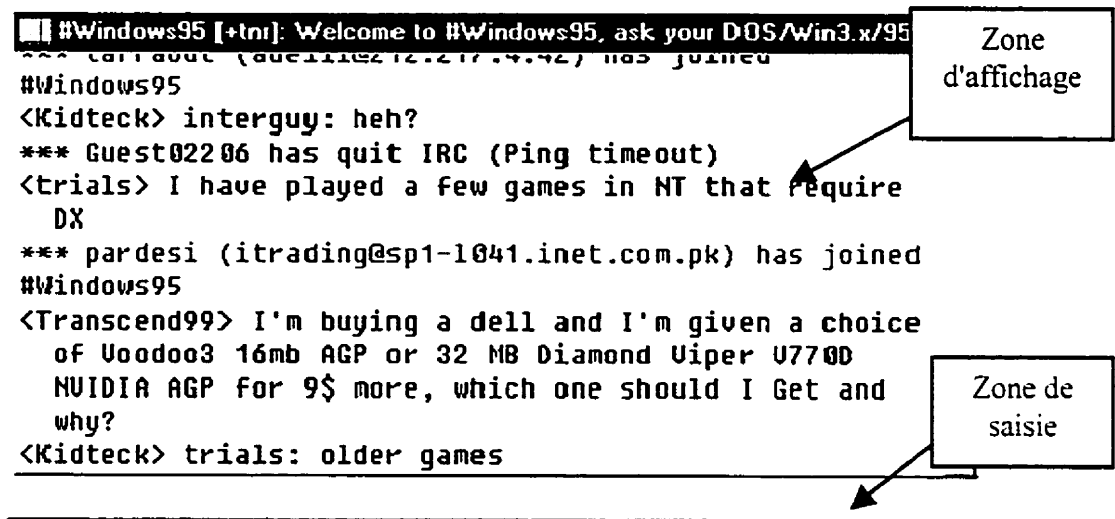 #Windows95 [+tnr]: Welcome to #Windows95, ask your DOS/Win3.x/95
Zone
d'affichage
has joined
#Windows95
<Kidteck> interguy: heh?
*** Guest02206 has quit IRC (Ping timeout)
<trials> I have played a few games in NT that require
DX
*** pardesi (itrading@sp1-1041.inet.com.pk) has joined
#Windows95
<Transcend99> I'm buying a dell and I'm given a choice
of Voodoo3 16mb AGP or 32 MB Diamond Viper V770D
NVIDIA AGP for 9$ more, which one should I Get and
why?
<Kidteck> trials: older games
Zone de
saisie